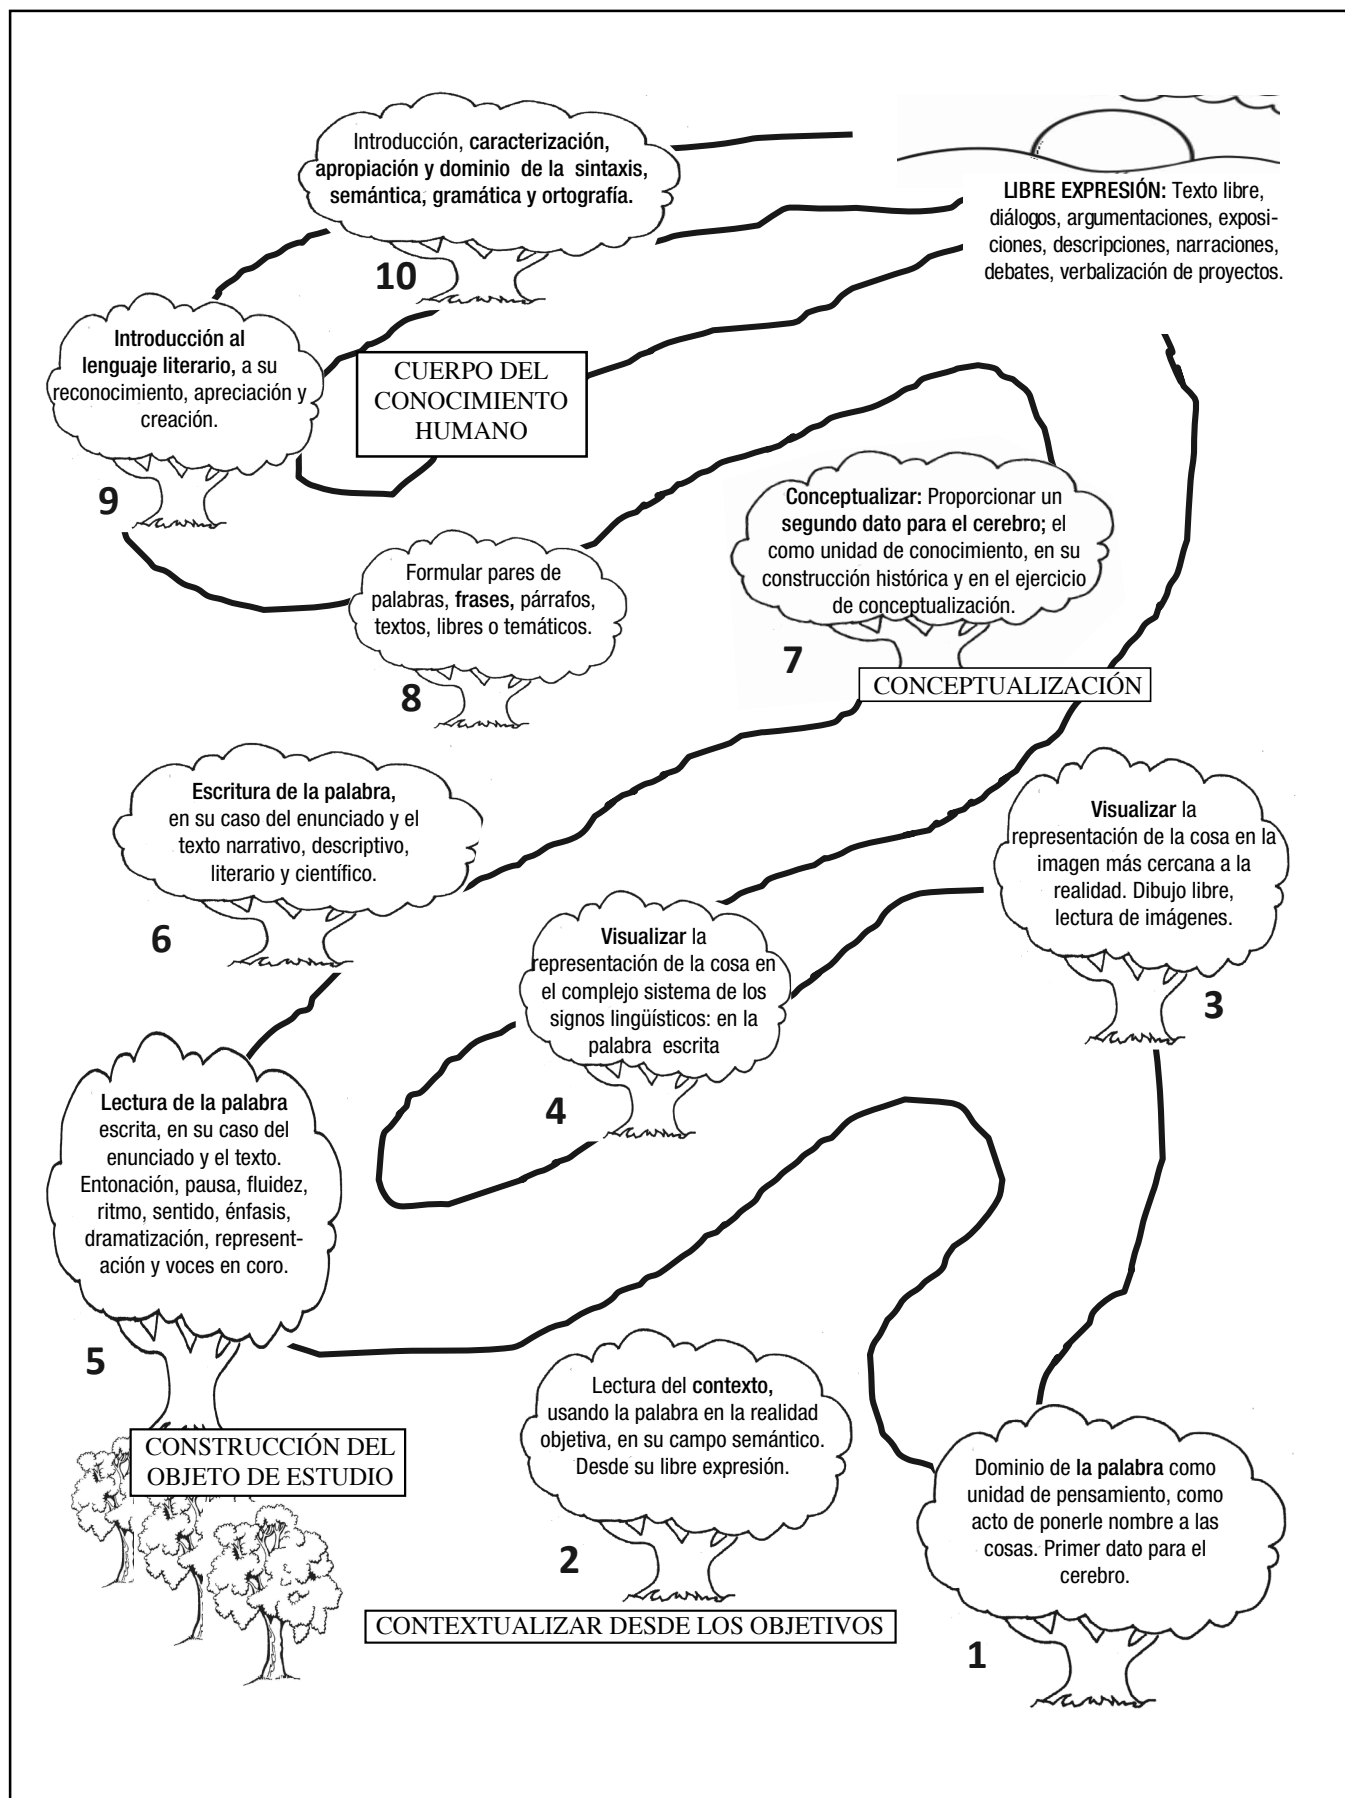 Introducción, caracterización,
apropiación y dominio de la sintaxis,
semántica, gramática y ortografía.
10
LIBRE EXPRESIÓN: Texto libre,
diálogos, argumentaciones, exposi-
ciones, descripciones, narraciones,
debates, verbalización de proyectos.
Introducción al
lenguaje literario, a su
reconocimiento, apreciación y
creación.
9
CUERPO DEL
CONOCIMIENTO
HUMANO
Conceptualizar: Proporcionar un
segundo dato para el cerebro; el
como unidad de conocimiento, en su
construcción histórica y en el ejercicio
de conceptualización.
7
CONCEPTUALIZACIÓN
Formular pares de
palabras, frases, párrafos,
textos, libres o temáticos.
8
Escritura de la palabra,
en su caso del enunciado y el
texto narrativo, descriptivo,
literario y científico.
6
Visualizar la
representación de la cosa en la
imagen más cercana a la
realidad. Dibujo libre,
lectura de imágenes.
3
Visualizar la
representación de la cosa en
el complejo sistema de los
signos lingüísticos: en la
palabra escrita
4
Lectura de la palabra
escrita, en su caso del
enunciado y el texto.
Entonación, pausa, fluidez,
ritmo, sentido, énfasis,
dramatización, represent-
ación y voces en coro.
5
CONSTRUCCIÓN DEL
OBJETO DE ESTUDIO
Lectura del contexto,
usando la palabra en la realidad
objetiva, en su campo semántico.
Desde su libre expresión.
2
CONTEXTUALIZAR DESDE LOS OBJETIVOS
Dominio de la palabra como
unidad de pensamiento, como
acto de ponerle nombre a las
cosas. Primer dato para el
cerebro.
1